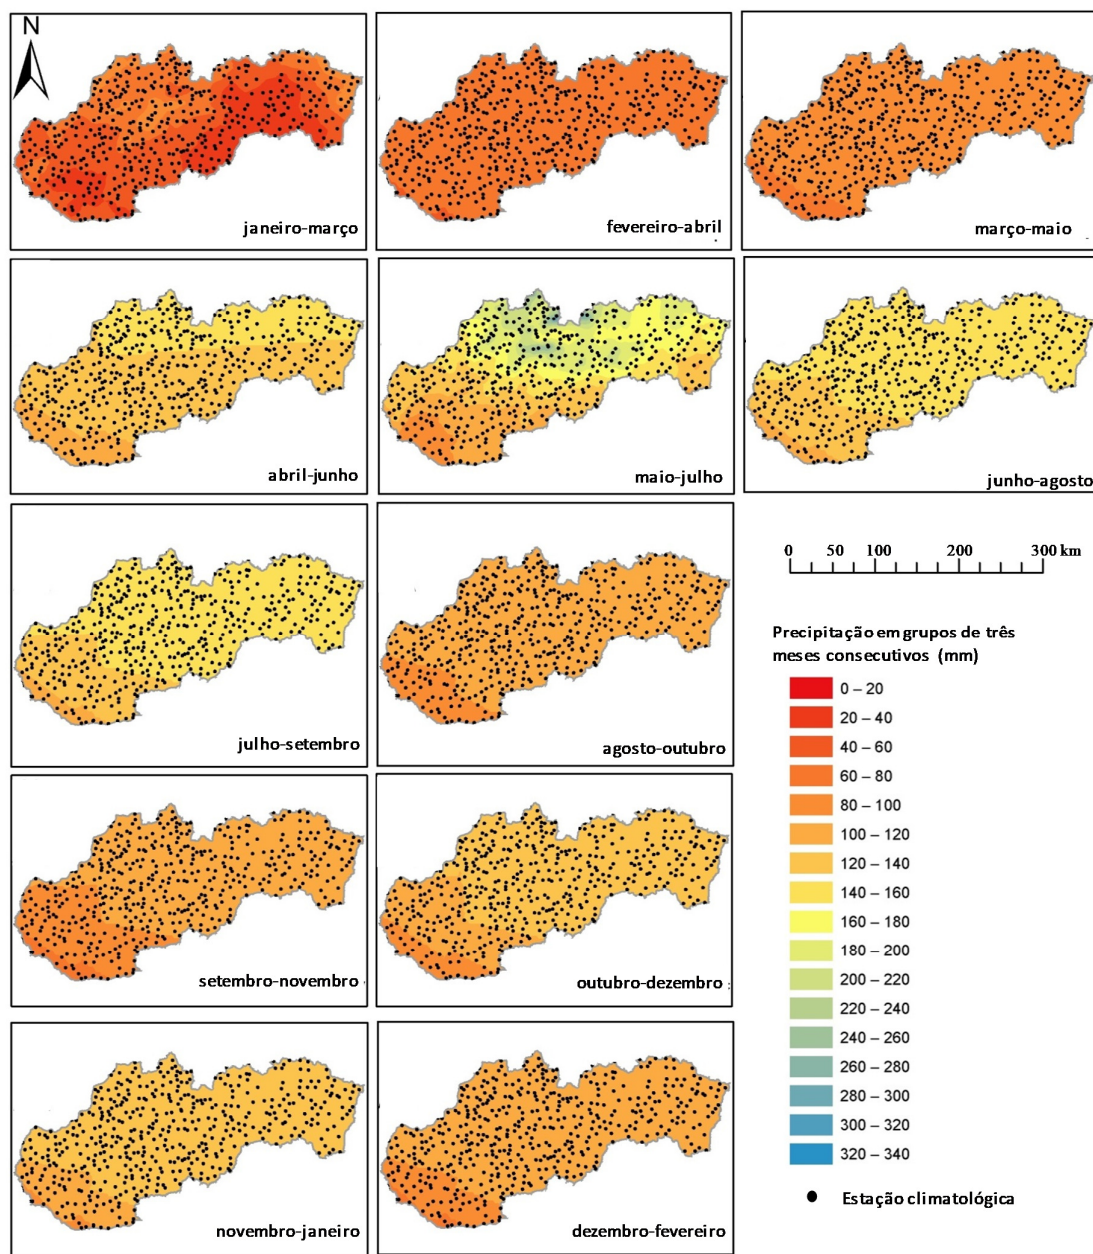 N
janeiro-março
fevereiro-abril
março-maio
abril-junho
maio-julho
junho-agosto
julho-setembro
agosto-outubro
0 50 100 200 300 km
Precipitação em grupos de três
meses consecutivos (mm)
0 – 20
20 – 40
40 – 60
60 – 80
80 – 100
100 – 120
120 – 140
140 – 160
160 – 180
180 – 200
200 – 220
220 – 240
240 – 260
260 – 280
280 – 300
300 – 320
320 – 340
Estação climatológica
setembro-novembro
outubro-dezembro
novembro-janeiro
dezembro-fevereiro